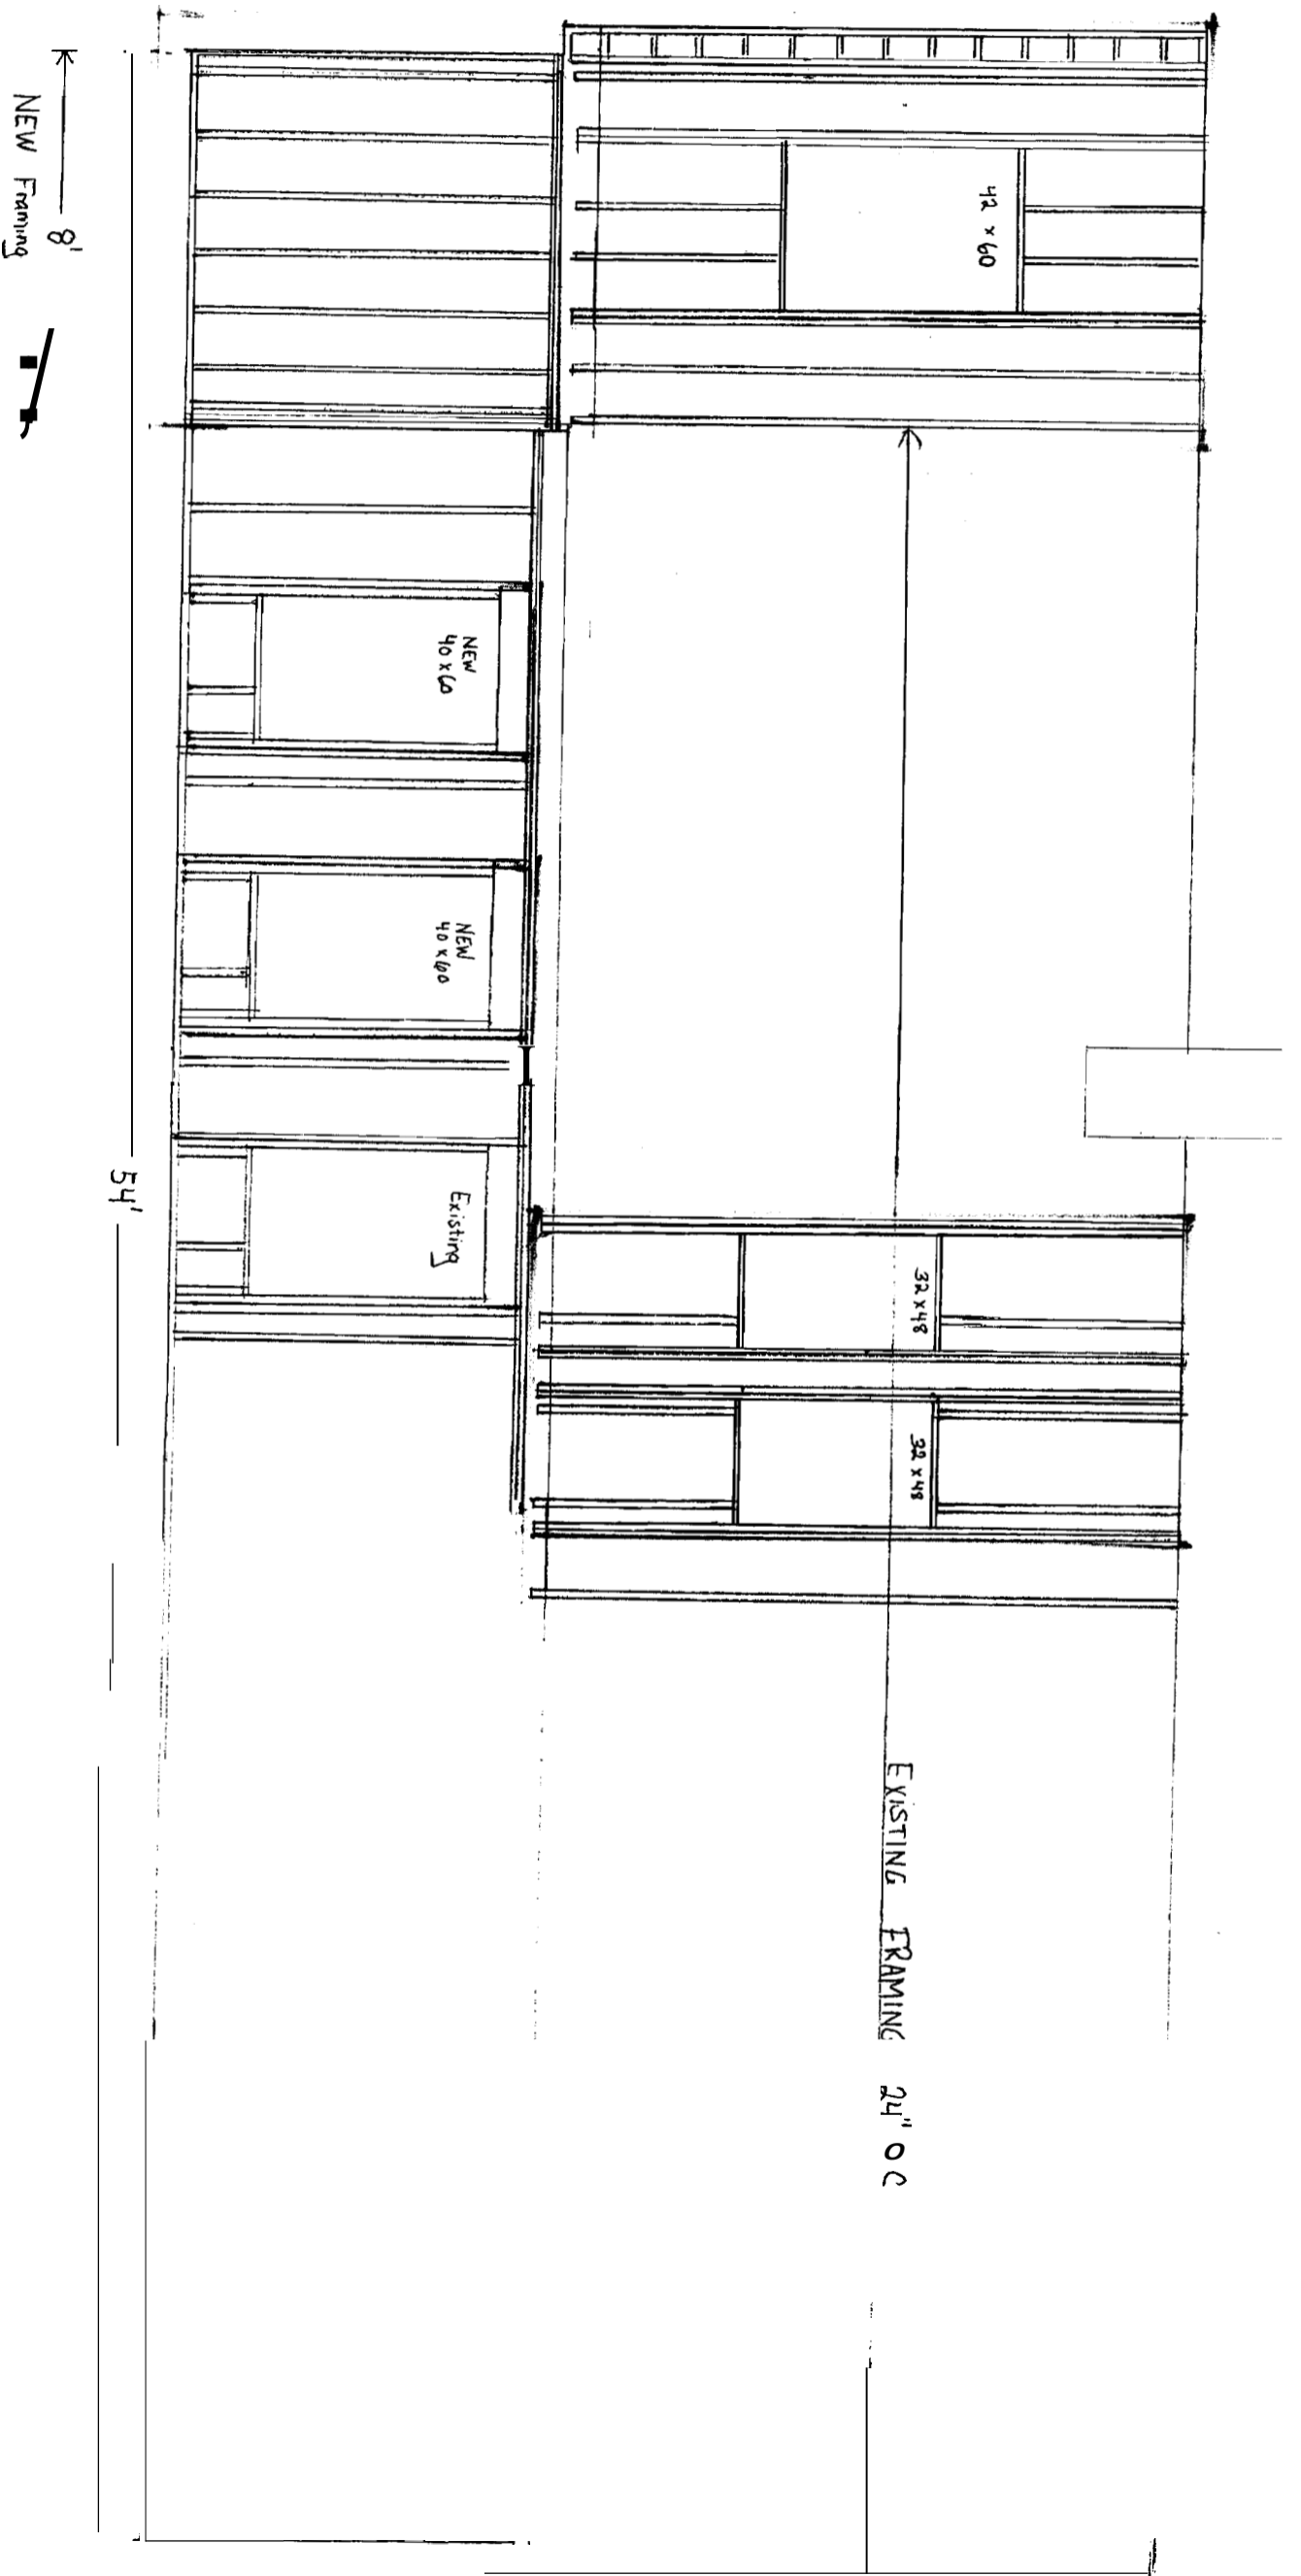 42 x 60
8'
NEW Framing
NEW
40 x 60
NEW
40 x 60
Existing
54'
32 x 48
32 x 48
EXISTING FRAMING 24" OC